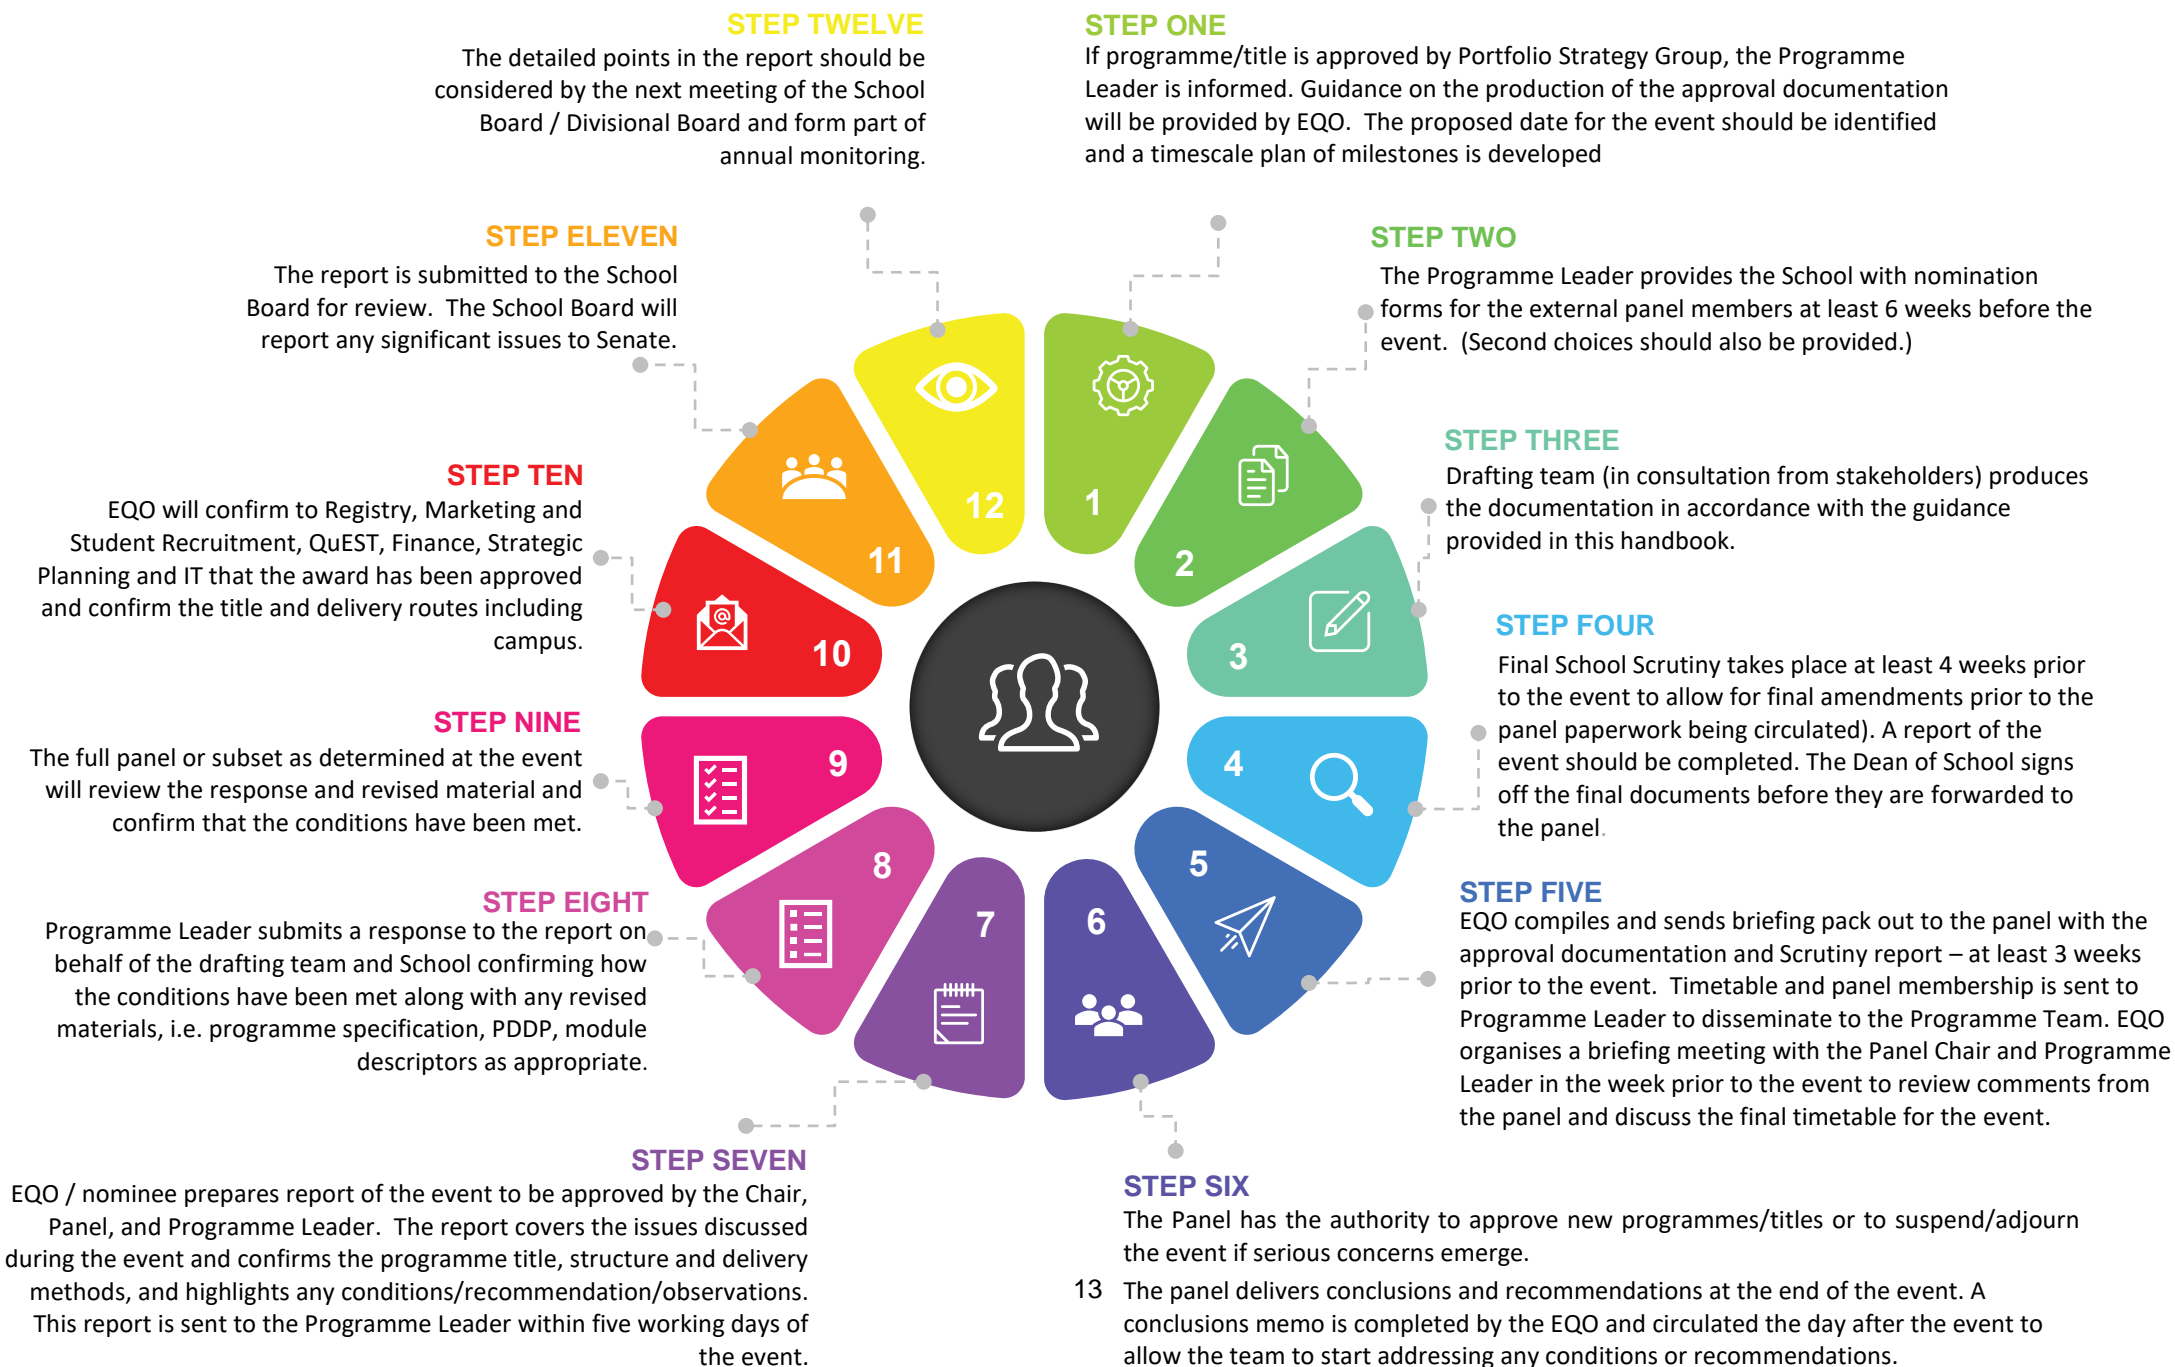 STEP ONE
If programme/title is approved by Portfolio Strategy Group, the Programme
Leader is informed. Guidance on the production of the approval documentation
will be provided by EQO.  The proposed date for the event should be identified
and a timescale plan of milestones is developed
STEP TWO
The Programme Leader provides the School with nomination
forms for the external panel members at least 6 weeks before the
event.  (Second choices should also be provided.)
STEP THREE
Drafting team (in consultation from stakeholders) produces
the documentation in accordance with the guidance
provided in this handbook.
STEP FOUR
Final School Scrutiny takes place at least 4 weeks prior
to the event to allow for final amendments prior to the
panel paperwork being circulated). A report of the
event should be completed. The Dean of School signs
off the final documents before they are forwarded to
the panel.
STEP FIVE
EQO compiles and sends briefing pack out to the panel with the
approval documentation and Scrutiny report – at least 3 weeks
prior to the event.  Timetable and panel membership is sent to
Programme Leader to disseminate to the Programme Team. EQO
organises a briefing meeting with the Panel Chair and Programme
Leader in the week prior to the event to review comments from
the panel and discuss the final timetable for the event.
STEP SIX
The Panel has the authority to approve new programmes/titles or to suspend/adjourn
the event if serious concerns emerge.
13
The panel delivers conclusions and recommendations at the end of the event. A
conclusions memo is completed by the EQO and circulated the day after the event to
allow the team to start addressing any conditions or recommendations.
STEP SEVEN
EQO / nominee prepares report of the event to be approved by the Chair,
Panel, and Programme Leader.  The report covers the issues discussed
during the event and confirms the programme title, structure and delivery
methods, and highlights any conditions/recommendation/observations.
This report is sent to the Programme Leader within five working days of
the event.
STEP EIGHT
Programme Leader submits a response to the report on
behalf of the drafting team and School confirming how
the conditions have been met along with any revised
materials, i.e. programme specification, PDDP, module
descriptors as appropriate.
STEP NINE
The full panel or subset as determined at the event
will review the response and revised material and
confirm that the conditions have been met.
STEP TEN
EQO will confirm to Registry, Marketing and
Student Recruitment, QuEST, Finance, Strategic
Planning and IT that the award has been approved
and confirm the title and delivery routes including
campus.
STEP ELEVEN
The report is submitted to the School
Board for review.  The School Board will
report any significant issues to Senate.
STEP TWELVE
The detailed points in the report should be
considered by the next meeting of the School
Board / Divisional Board and form part of
annual monitoring.
1
2
3
4
5
6
7
8
9
10
@
11
12